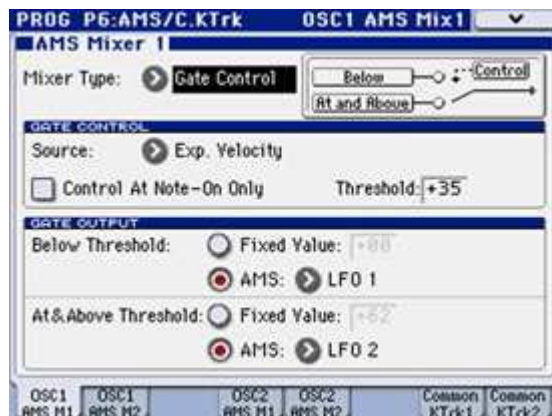 PROG P6:AMS/C.KTrk OSC1 AMS Mix1
AMS Mixer 1
Mixer Type: Gate Control
Below
Control
At and Above
GATE CONTROL
Source: Exp. Velocity
Control At Note-On Only Threshold: +35
GATE OUTPUT
Below Threshold: Fixed Value: +00
AMS: LFO 1
At&Above Threshold: Fixed Value: +62
AMS: LFO 2
OSC1 AMS M1 OSC1 AMS M2 OSC2 AMS M1 OSC2 AMS M2 Common KTrk1 Common KTrk2